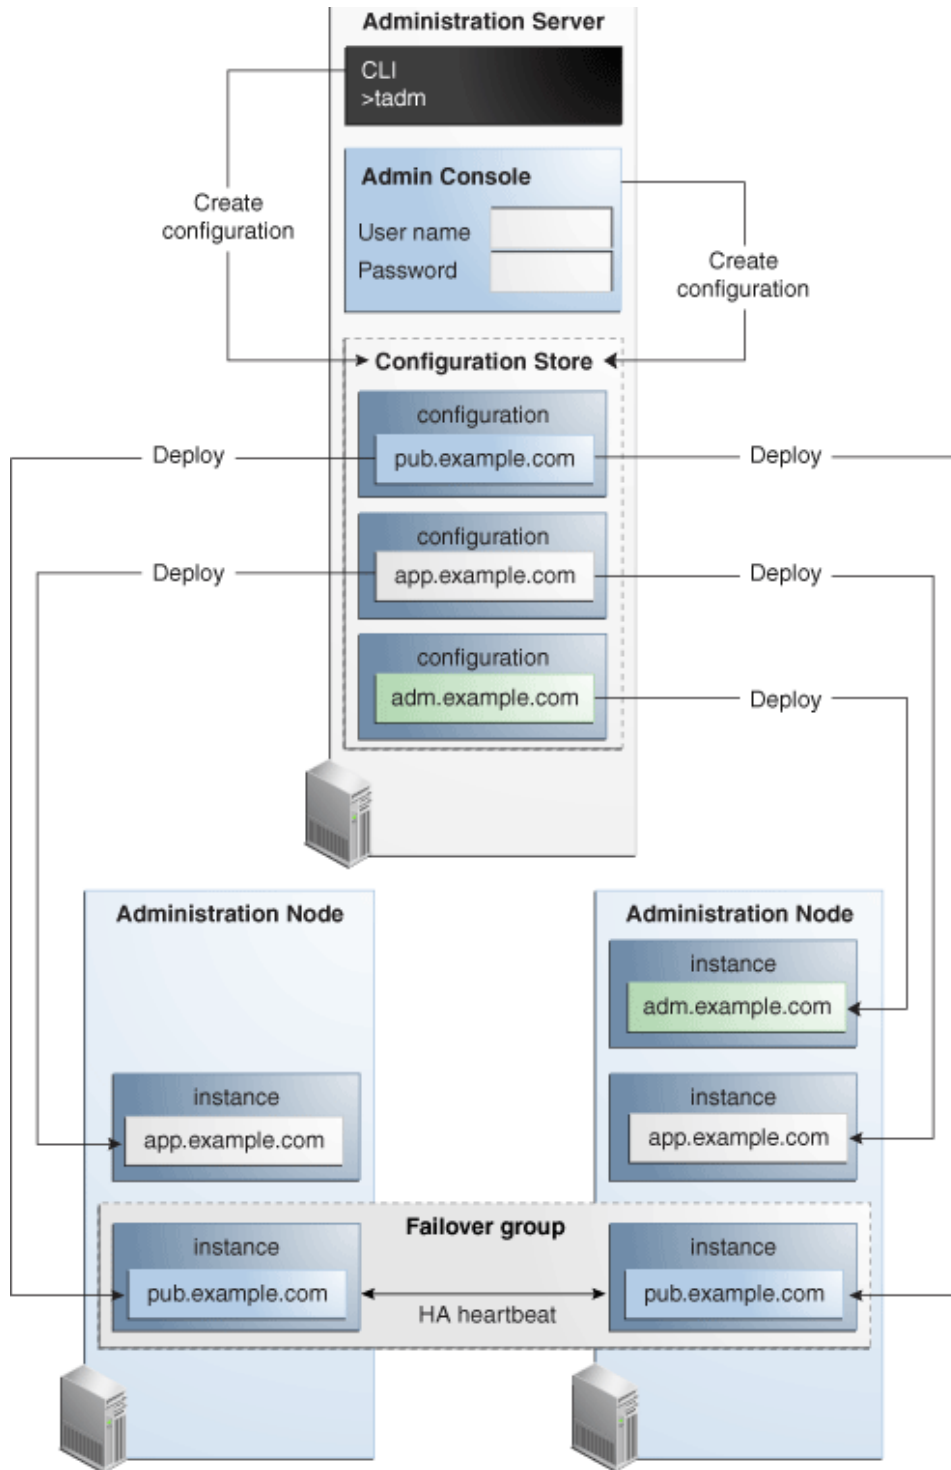 Administration Server
CLI
>tadm
Admin Console
User name
Password
Create
configuration
Create
configuration
Configuration Store
configuration
pub.example.com
Deploy
Deploy
configuration
app.example.com
Deploy
Deploy
configuration
adm.example.com
Deploy
Administration Node
Administration Node
instance
adm.example.com
instance
app.example.com
instance
app.example.com
Failover group
instance
pub.example.com
HA heartbeat
instance
pub.example.com